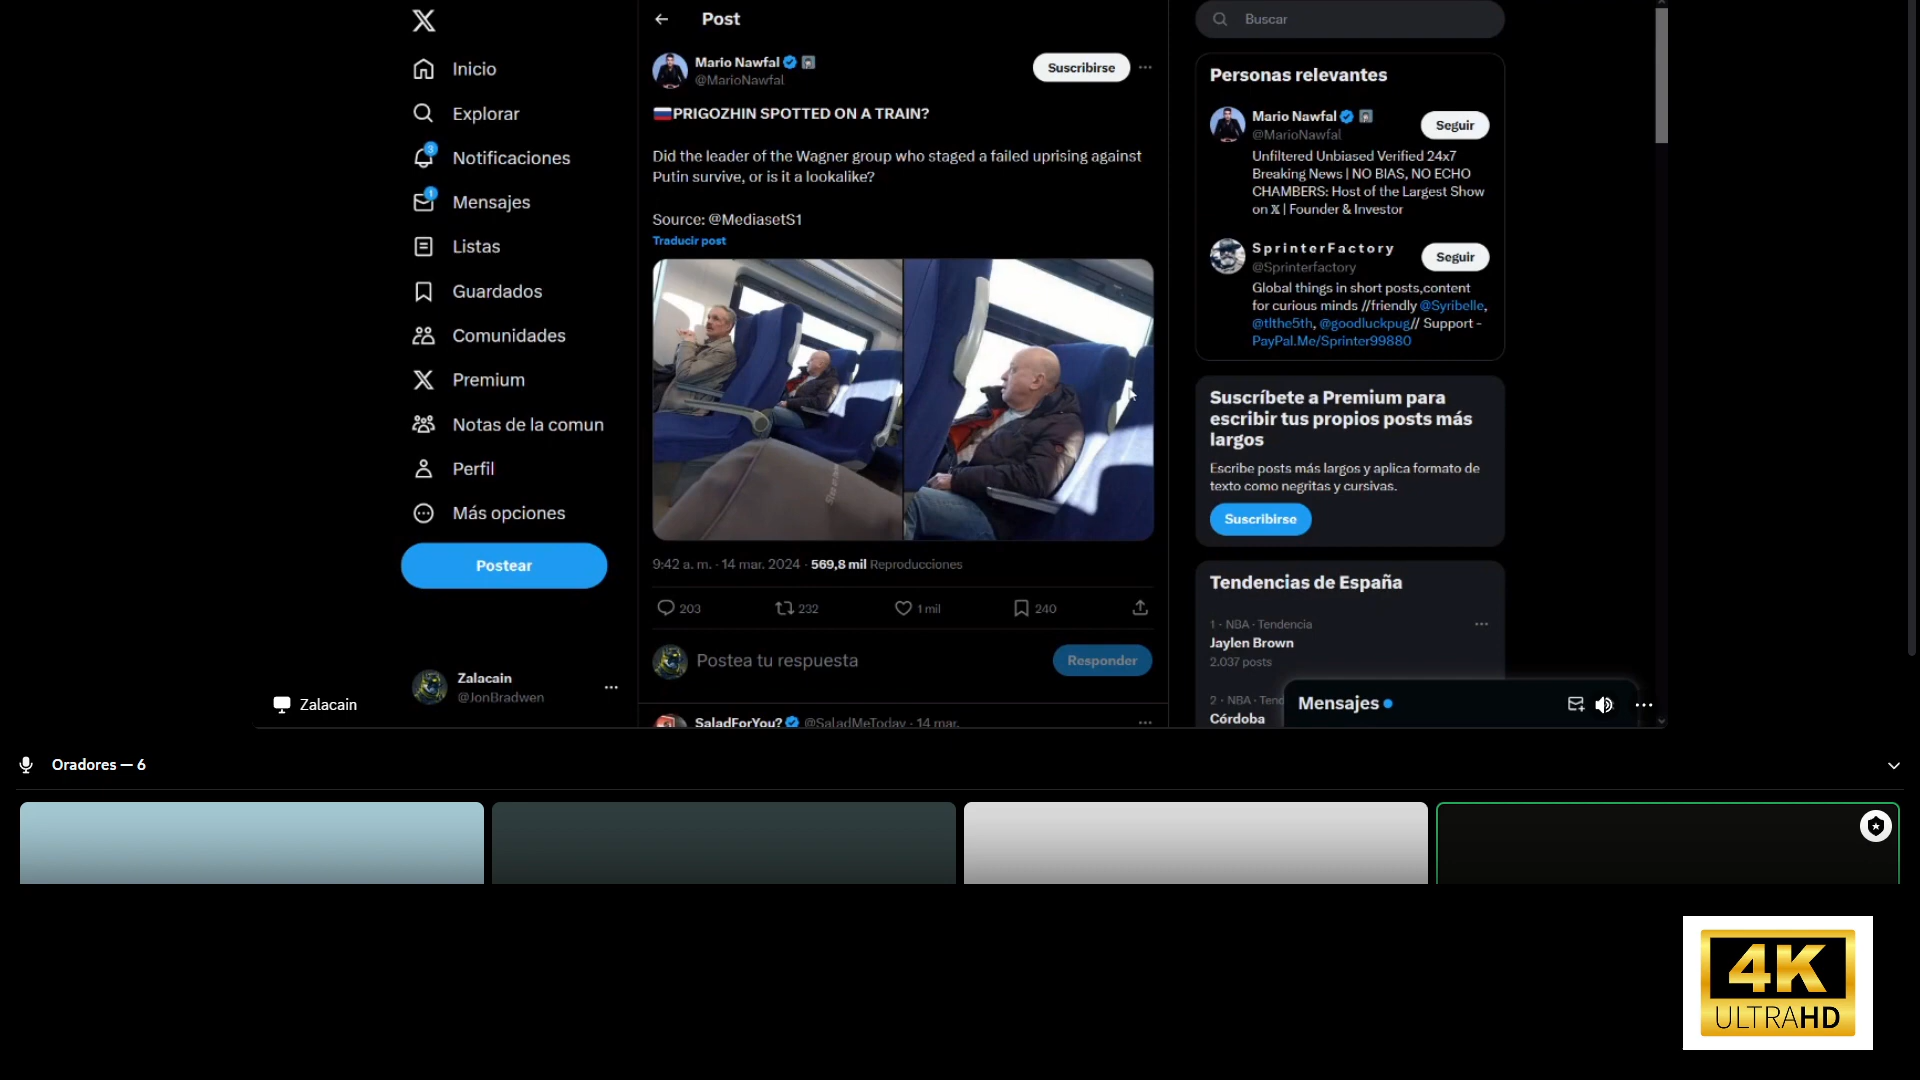 Inicio
Explorar
3
Notificaciones
1
Mensajes
Listas
Guardados
Comunidades
Premium
Notas de la comun
Perfil
Más opciones
Postear
Zalacain
@JonBradwen
Zalacain
Post
Mario Nawfal
@MarioNawfal
Suscribirse
PRIGOZHIN SPOTTED ON A TRAIN?
Did the leader of the Wagner group who staged a failed uprising against
Putin survive, or is it a lookalike?
Source: @MediasetS1
Traducir post
9:42 a. m. · 14 mar. 2024 · 569,8 mil Reproducciones
203
232
1 mil
240
Postea tu respuesta
Responder
SaladForYou? @SaladMeToday · 14 mar.
Buscar
Personas relevantes
Mario Nawfal
@MarioNawfal
Seguir
Unfiltered Unbiased Verified 24x7
Breaking News | NO BIAS, NO ECHO
CHAMBERS: Host of the Largest Show
on 𝕏 | Founder & Investor
SprinterFactory
@Sprinterfactory
Seguir
Global things in short posts,content
for curious minds //friendly @Syribelle,
@tlthe5th, @goodluckpug// Support -
PayPal.Me/Sprinter99880
Suscríbete a Premium para
escribir tus propios posts más
largos
Escribe posts más largos y aplica formato de
texto como negritas y cursivas.
Suscribirse
Tendencias de España
1 · NBA · Tendencia
Jaylen Brown
2.037 posts
2 · NBA · Tend
Córdoba
Mensajes
Oradores — 6
4K
ULTRAHD